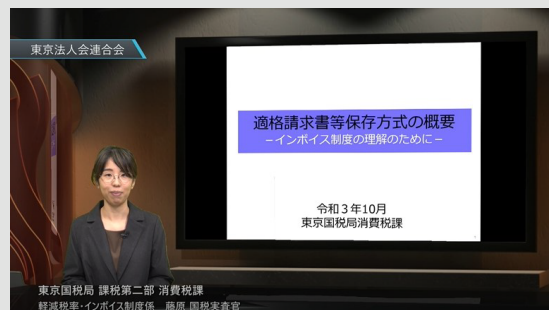 東京法人会連合会
適格請求書等保存方式の概要
－インボイス制度の理解のために－
令和３年10月
東京国税局消費税課
東京国税局 課税第二部 消費税課
軽減税率・インボイス制度係 藤原 国税実査官